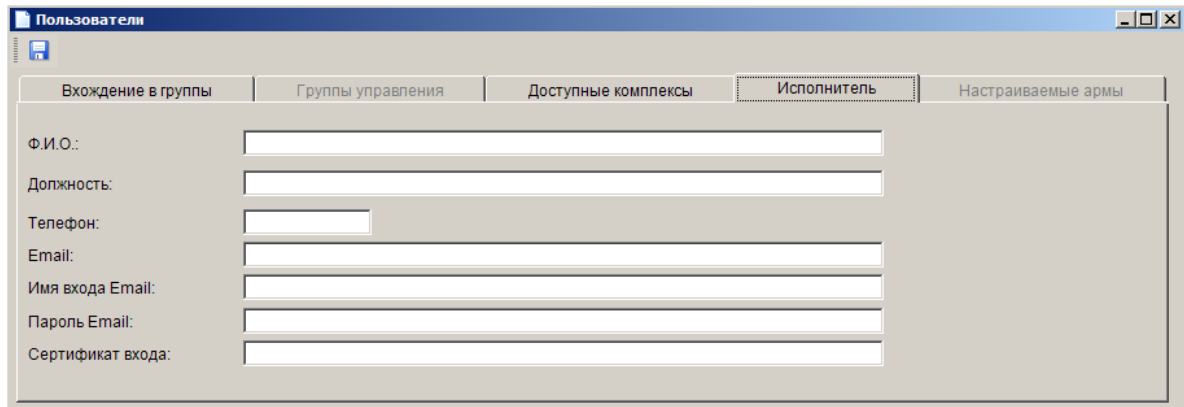 Пользователи
Вхождение в группы Группы управления Доступные комплексы Исполнитель Настраиваемые армы
Ф.И.О.:
Должность:
Телефон:
Email:
Имя входа Email:
Пароль Email:
Сертификат входа: